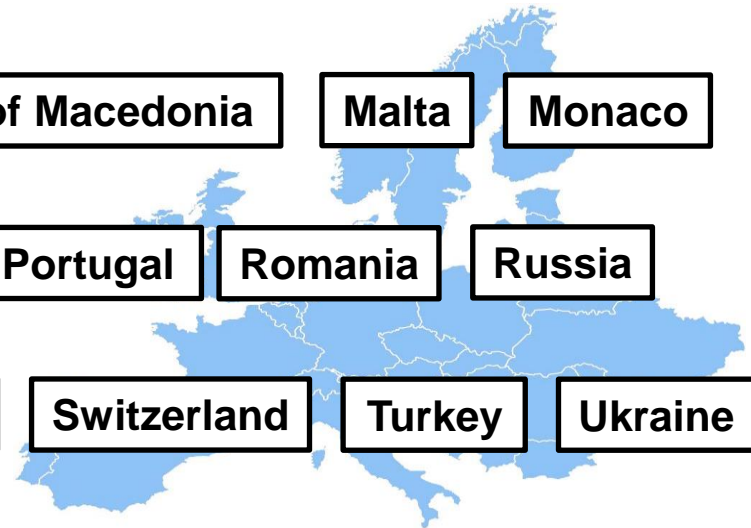 of Macedonia Malta Monaco
Portugal Romania Russia
Switzerland Turkey Ukraine